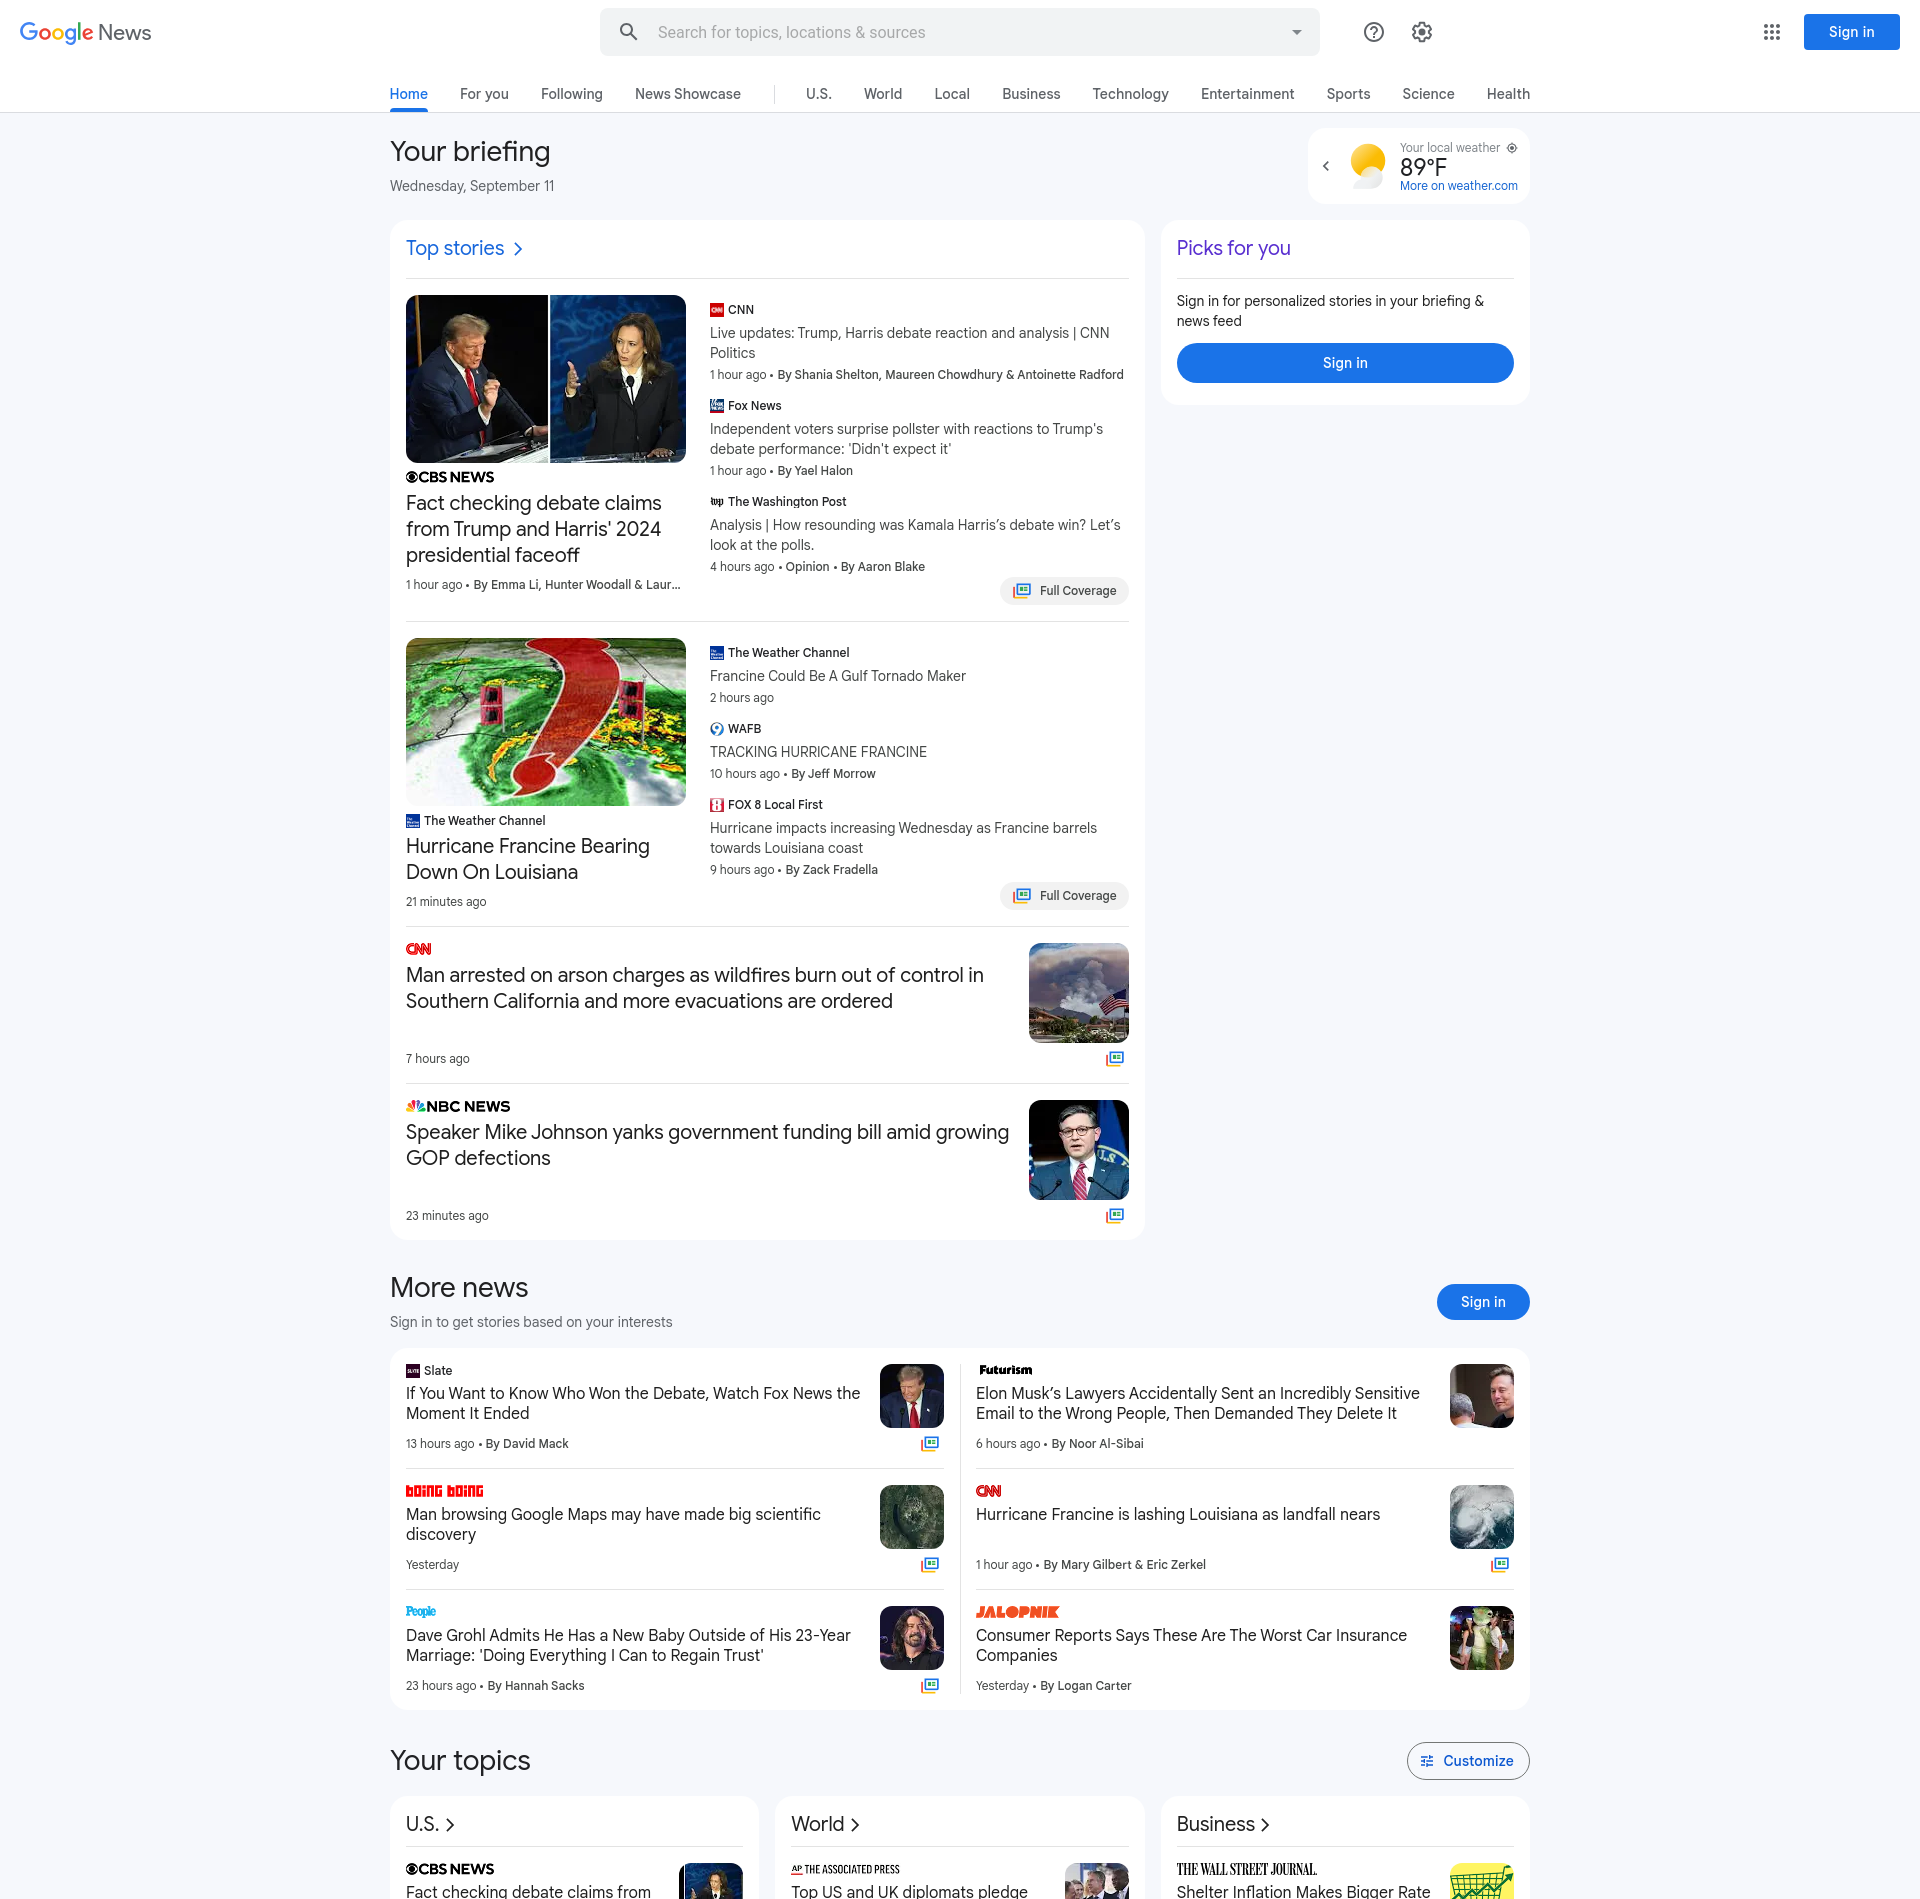 Google News
Search for topics, locations & sources
Sign in
Home
For you
Following
News Showcase
U.S.
World
Local
Business
Technology
Entertainment
Sports
Science
Health
Your briefing
Wednesday, September 11
Your local weather
89°F
More on weather.com
Top stories
CBS NEWS
Fact checking debate claims
from Trump and Harris' 2024
presidential faceoff
1 hour ago • By Emma Li, Hunter Woodall & Laur...
CNN
Live updates: Trump, Harris debate reaction and analysis | CNN
Politics
1 hour ago • By Shania Shelton, Maureen Chowdhury & Antoinette Radford
Fox News
Independent voters surprise pollster with reactions to Trump's
debate performance: 'Didn't expect it'
1 hour ago • By Yael Halon
The Washington Post
Analysis | How resounding was Kamala Harris’s debate win? Let’s
look at the polls.
4 hours ago • Opinion • By Aaron Blake
Full Coverage
Picks for you
Sign in for personalized stories in your briefing &
news feed
Sign in
The Weather Channel
Hurricane Francine Bearing
Down On Louisiana
21 minutes ago
The Weather Channel
Francine Could Be A Gulf Tornado Maker
2 hours ago
WAFB
TRACKING HURRICANE FRANCINE
10 hours ago • By Jeff Morrow
FOX 8 Local First
Hurricane impacts increasing Wednesday as Francine barrels
towards Louisiana coast
9 hours ago • By Zack Fradella
Full Coverage
CNN
Man arrested on arson charges as wildfires burn out of control in
Southern California and more evacuations are ordered
7 hours ago
NBC NEWS
Speaker Mike Johnson yanks government funding bill amid growing
GOP defections
23 minutes ago
More news
Sign in to get stories based on your interests
Sign in
Slate
If You Want to Know Who Won the Debate, Watch Fox News the
Moment It Ended
13 hours ago • By David Mack
boing boing
Man browsing Google Maps may have made big scientific
discovery
Yesterday
People
Dave Grohl Admits He Has a New Baby Outside of His 23-Year
Marriage: 'Doing Everything I Can to Regain Trust'
23 hours ago • By Hannah Sacks
Futurism
Elon Musk’s Lawyers Accidentally Sent an Incredibly Sensitive
Email to the Wrong People, Then Demanded They Delete It
6 hours ago • By Noor Al-Sibai
CNN
Hurricane Francine is lashing Louisiana as landfall nears
1 hour ago • By Mary Gilbert & Eric Zerkel
JALOPNIK
Consumer Reports Says These Are The Worst Car Insurance
Companies
Yesterday • By Logan Carter
Your topics
Customize
U.S.
CBS NEWS
Fact checking debate claims from
World
AP THE ASSOCIATED PRESS
Top US and UK diplomats pledge
Business
THE WALL STREET JOURNAL.
Shelter Inflation Makes Bigger Rate